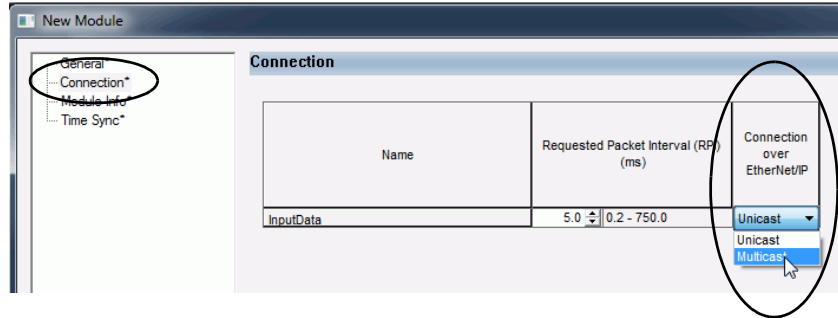 New Module
General*
Connection*
Module Info*
Time Sync*
Connection
Name
Requested Packet Interval (RPI)
(ms)
Connection
over
EtherNet/IP
InputData
5.0
0.2 - 750.0
Unicast
Unicast
Multicast